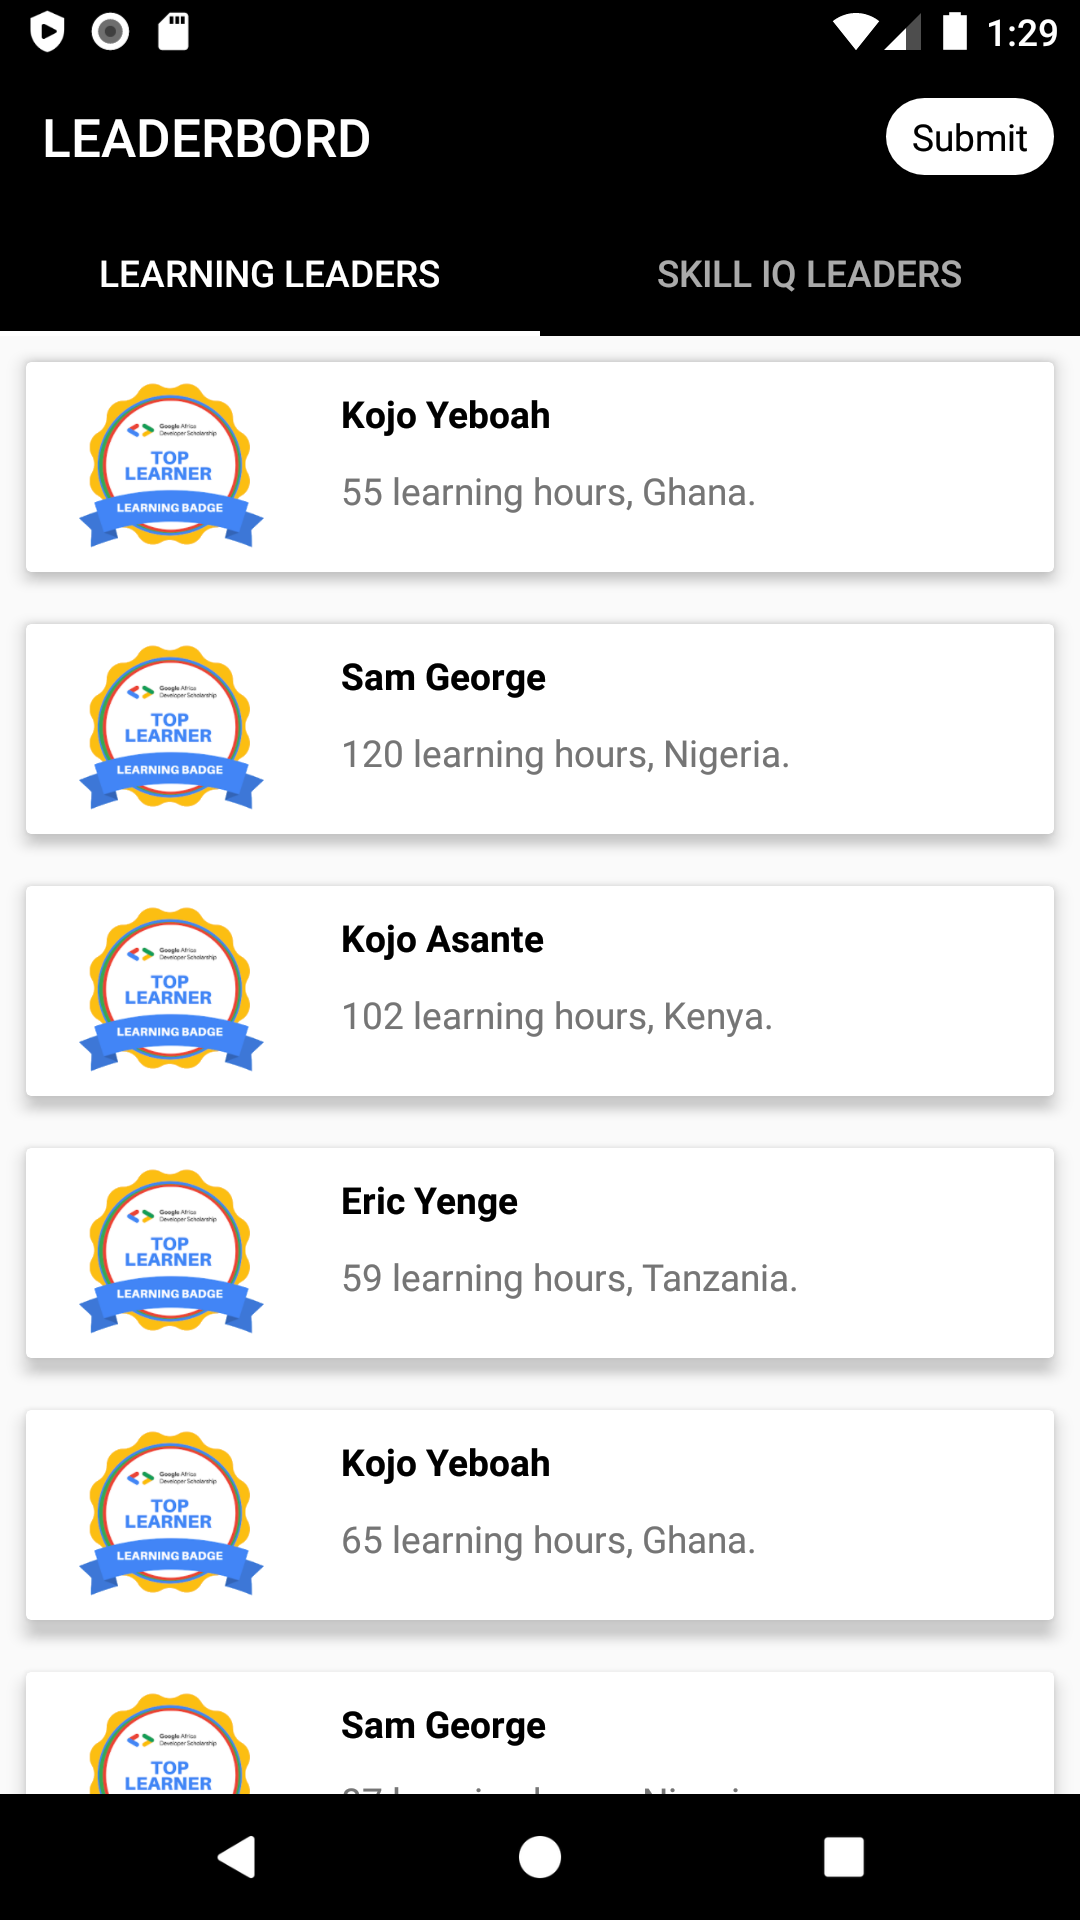 1:29
LEADERBORD
Submit
LEARNING LEADERS
SKILL IQ LEADERS
Google Africa
Developer Scholarship
TOP
LEARNER
LEARNING BADGE
Kojo Yeboah
55 learning hours, Ghana.
Google Africa
Developer Scholarship
TOP
LEARNER
LEARNING BADGE
Sam George
120 learning hours, Nigeria.
Google Africa
Developer Scholarship
TOP
LEARNER
LEARNING BADGE
Kojo Asante
102 learning hours, Kenya.
Google Africa
Developer Scholarship
TOP
LEARNER
LEARNING BADGE
Eric Yenge
59 learning hours, Tanzania.
Google Africa
Developer Scholarship
TOP
LEARNER
LEARNING BADGE
Kojo Yeboah
65 learning hours, Ghana.
Google Africa
Developer Scholarship
TOP
LEARNER
Sam George